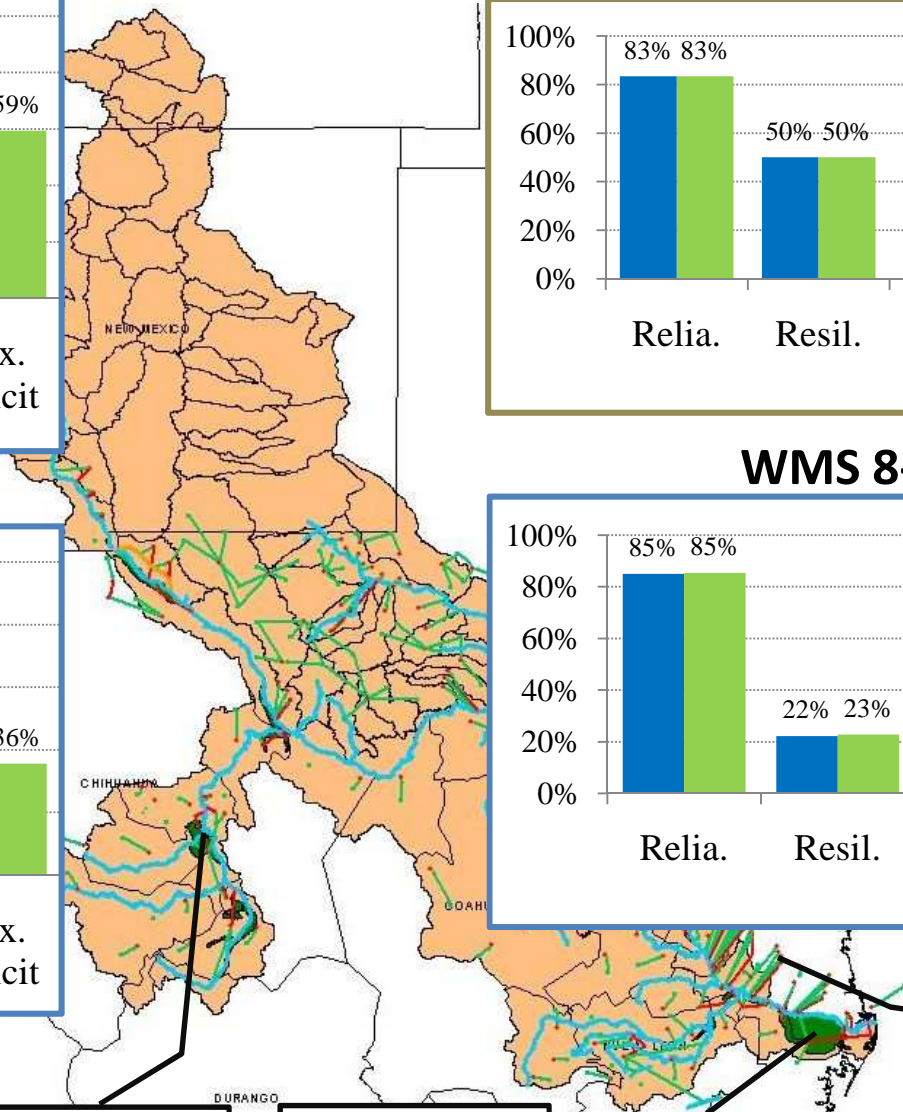 59%
x.
cit
36%
x.
cit
100%
80%
60%
40%
20%
0%
83% 83%
50% 50%
Relia. Resil.
WMS 8-
100%
80%
60%
40%
20%
0%
85% 85%
22% 23%
Relia. Resil.
NEW MEXICO
CHIHUAHUA
COAHU
DURANGO